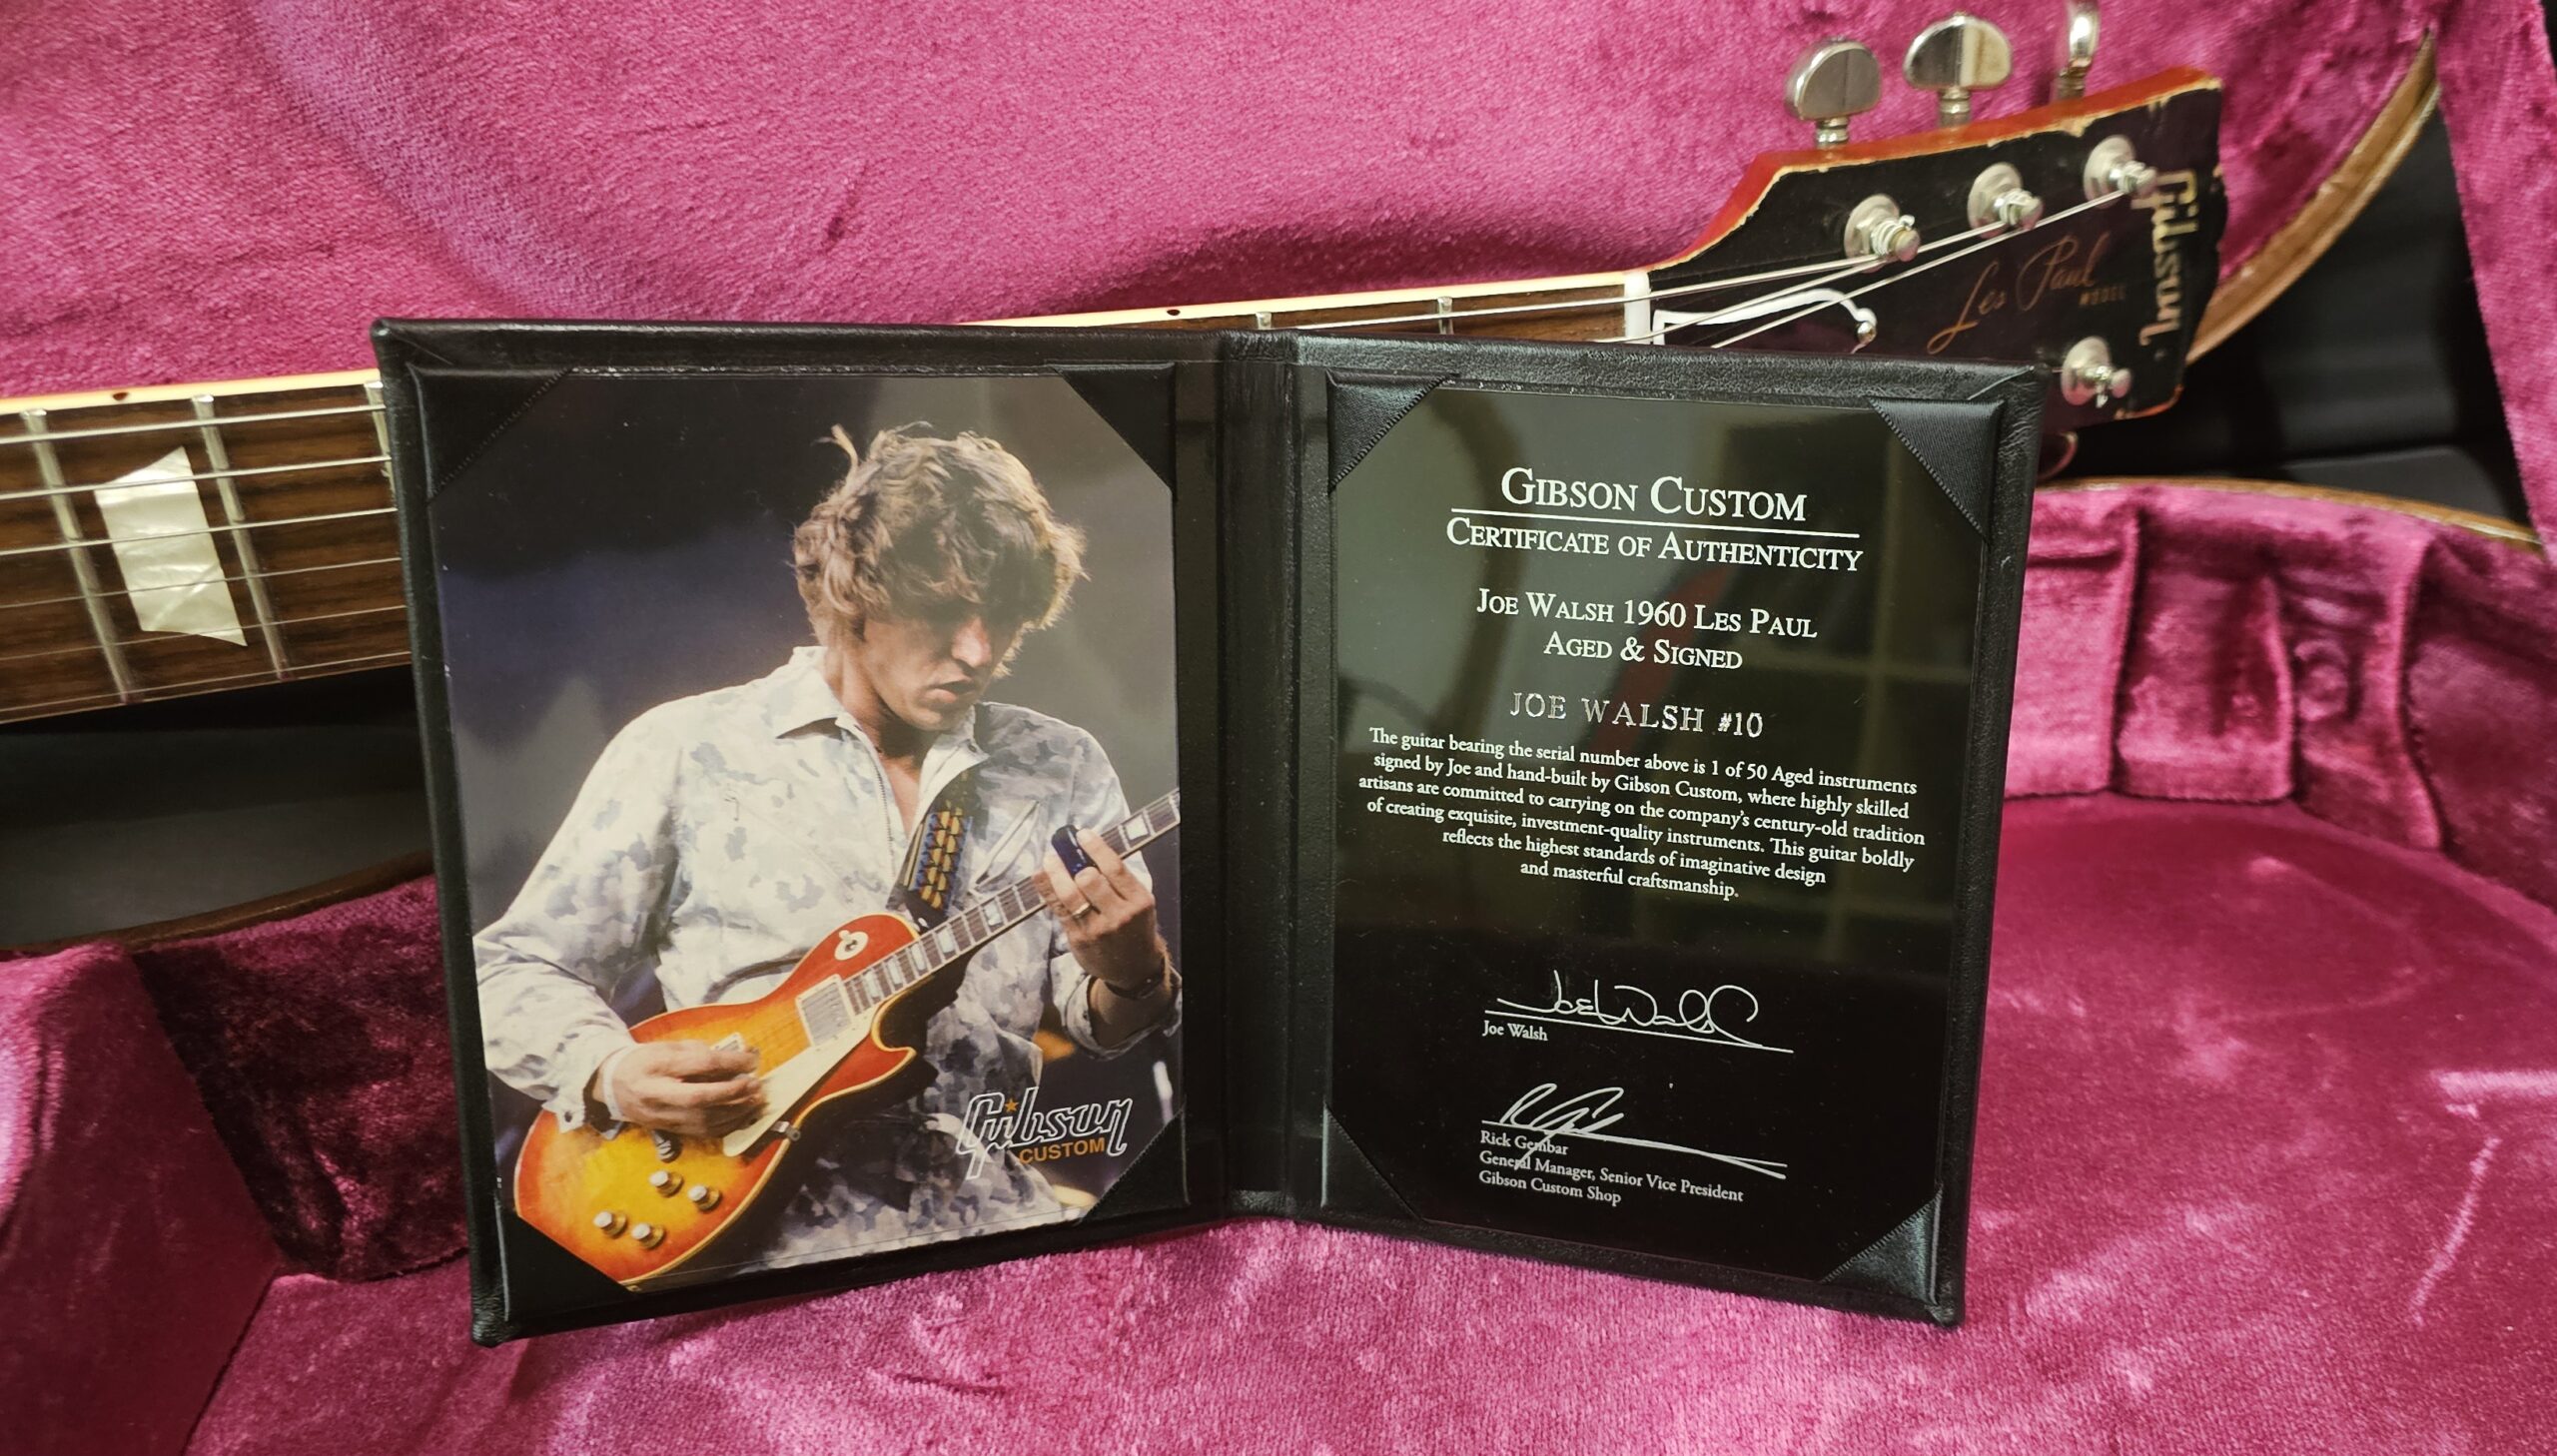 Gibson
Les Paul
MODEL
Gibson
CUSTOM
GIBSON CUSTOM
CERTIFICATE OF AUTHENTICITY
JOE WALSH 1960 LES PAUL
AGED & SIGNED
JOE WALSH #10
The guitar bearing the serial number above is 1 of 50 Aged instruments
signed by Joe and hand-built by Gibson Custom, where highly skilled
artisans are committed to carrying on the company's century-old tradition
of creating exquisite, investment-quality instruments. This guitar boldly
reflects the highest standards of imaginative design
and masterful craftsmanship.
Joe Walsh
Joe Walsh
Rick Gembar
General Manager, Senior Vice President
Gibson Custom Shop